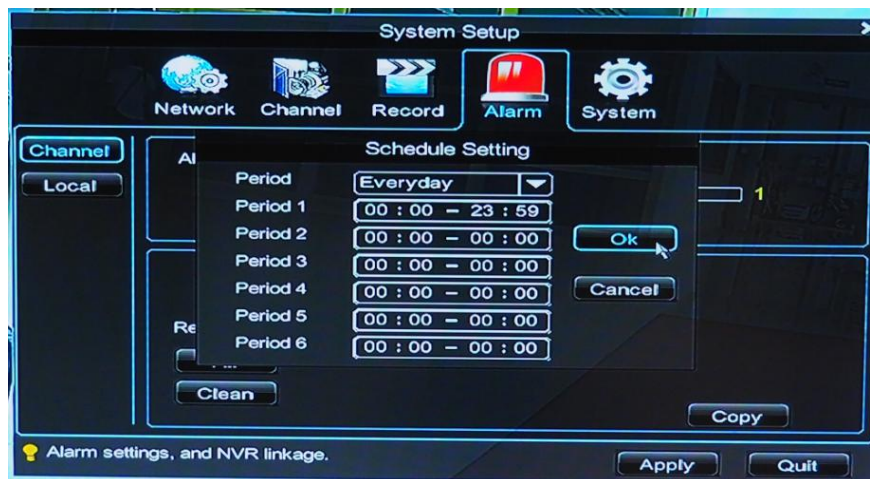 System Setup
Network Channel Record Alarm System
Channel
Local
Schedule Setting
Period Everyday
Period 1 00 : 00 - 23 : 59
Period 2 00 : 00 - 00 : 00
Period 3 00 : 00 - 00 : 00
Period 4 00 : 00 - 00 : 00
Period 5 00 : 00 - 00 : 00
Period 6 00 : 00 - 00 : 00
Ok
Cancel
1
Clean
Copy
Alarm settings, and NVR linkage.
Apply Quit